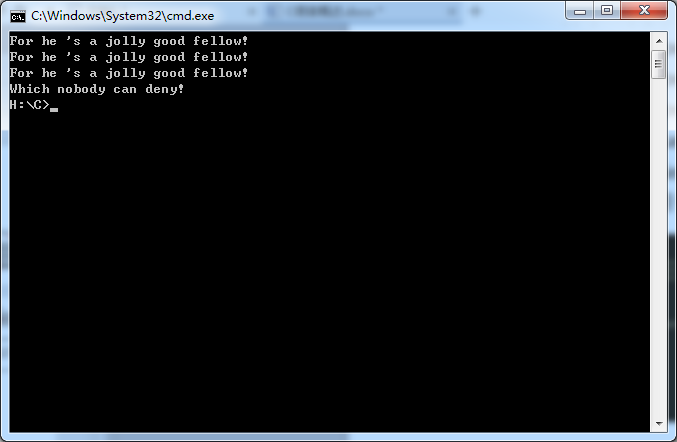 C:\Windows\System32\cmd.exe
For he 's a jolly good fellow!
For he 's a jolly good fellow!
For he 's a jolly good fellow!
Which nobody can deny!
H:\C>_